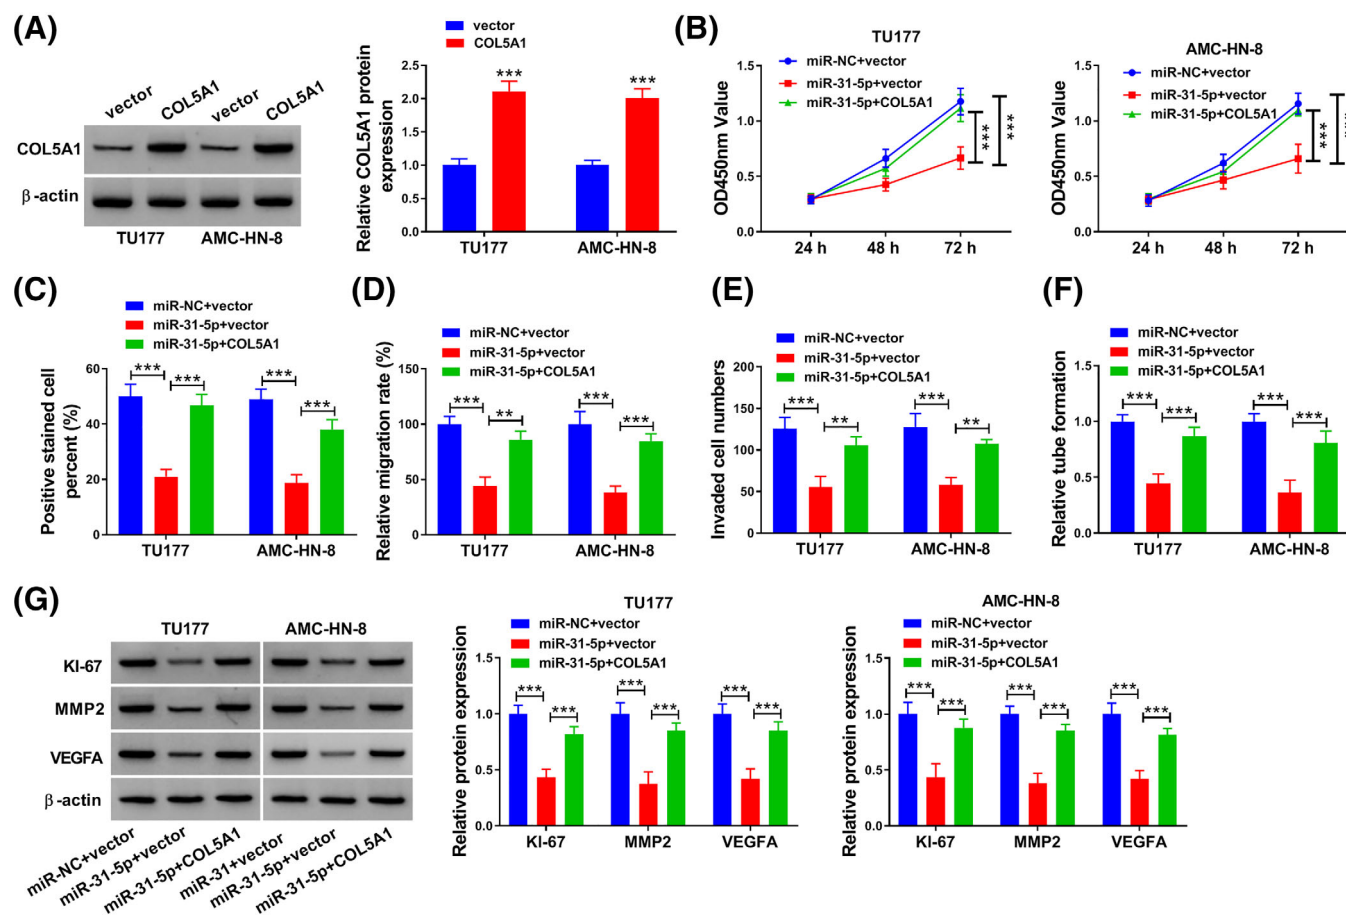 (A)
vector
COL5A1
vector
COL5A1
COL5A1
β-actin
TU177
AMC-HN-8
vector
COL5A1
Relative COL5A1 protein
expression
2.5
2.0
1.5
1.0
0.5
0.0
***
***
TU177
AMC-HN-8
(B)
TU177
miR-NC+vector
miR-31-5p+vector
miR-31-5p+COL5A1
OD450nm Value
1.5
1.0
0.5
0.0
***
***
24 h
48 h
72 h
AMC-HN-8
miR-NC+vector
miR-31-5p+vector
miR-31-5p+COL5A1
OD450nm Value
1.5
1.0
0.5
0.0
***
24 h
48 h
72 h
(C)
miR-NC+vector
miR-31-5p+vector
miR-31-5p+COL5A1
Positive stained cell
percent (%)
60
40
20
0
***
***
***
***
TU177
AMC-HN-8
(D)
miR-NC+vector
miR-31-5p+vector
miR-31-5p+COL5A1
Relative migration rate (%)
150
100
50
0
***
**
***
***
TU177
AMC-HN-8
(E)
miR-NC+vector
miR-31-5p+vector
miR-31-5p+COL5A1
Invaded cell numbers
200
150
125
100
50
0
***
**
***
**
TU177
AMC-HN-8
(F)
miR-NC+vector
miR-31-5p+vector
miR-31-5p+COL5A1
Relative tube formation
1.5
1.0
0.5
0.0
***
***
***
***
TU177
AMC-HN-8
(G)
TU177
AMC-HN-8
KI-67
MMP2
VEGFA
β-actin
miR-NC+vector
miR-31-5p+vector
miR-31-5p+COL5A1
miR-31+vector
miR-31-5p+vector
miR-31-5p+COL5A1
TU177
miR-NC+vector
miR-31-5p+vector
miR-31-5p+COL5A1
Relative protein expression
1.5
1.0
0.5
0.0
***
***
***
***
***
***
KI-67
MMP2
VEGFA
AMC-HN-8
miR-NC+vector
miR-31-5p+vector
miR-31-5p+COL5A1
Relative protein expression
1.5
1.0
0.5
0.0
***
***
***
***
***
***
KI-67
MMP2
VEGFA